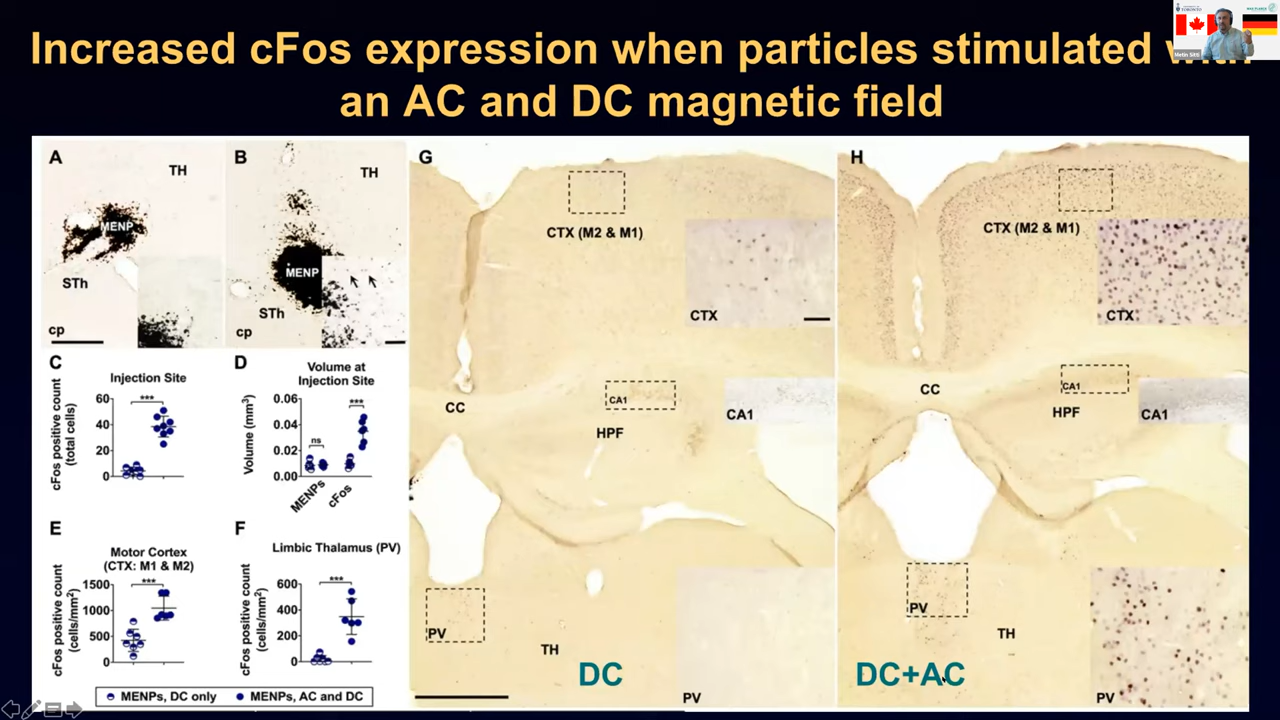 Increased cFos expression when particles stimulated with
an AC and DC magnetic field
TORONTO
Metin Sitti
A
TH
MENP
STh
cp
B
TH
MENP
STh
cp
C
Injection Site
cFos positive count
(total cells)
60
40
20
0
***
D
Volume at
Injection Site
Volume (mm³)
0.06
0.04
0.02
0.00
ns
***
MENPs
cFos
E
Motor Cortex
(CTX: M1 & M2)
cFos positive count
(cells/mm²)
1500
1000
500
0
***
F
Limbic Thalamus (PV)
cFos positive count
(cells/mm²)
600
400
200
0
***
MENPs, DC only
MENPs, AC and DC
G
CTX (M2 & M1)
CTX
CC
CA1
CA1
HPF
PV
TH
DC
PV
H
CTX (M2 & M1)
CTX
CC
CA1
CA1
HPF
PV
TH
DC+AC
PV